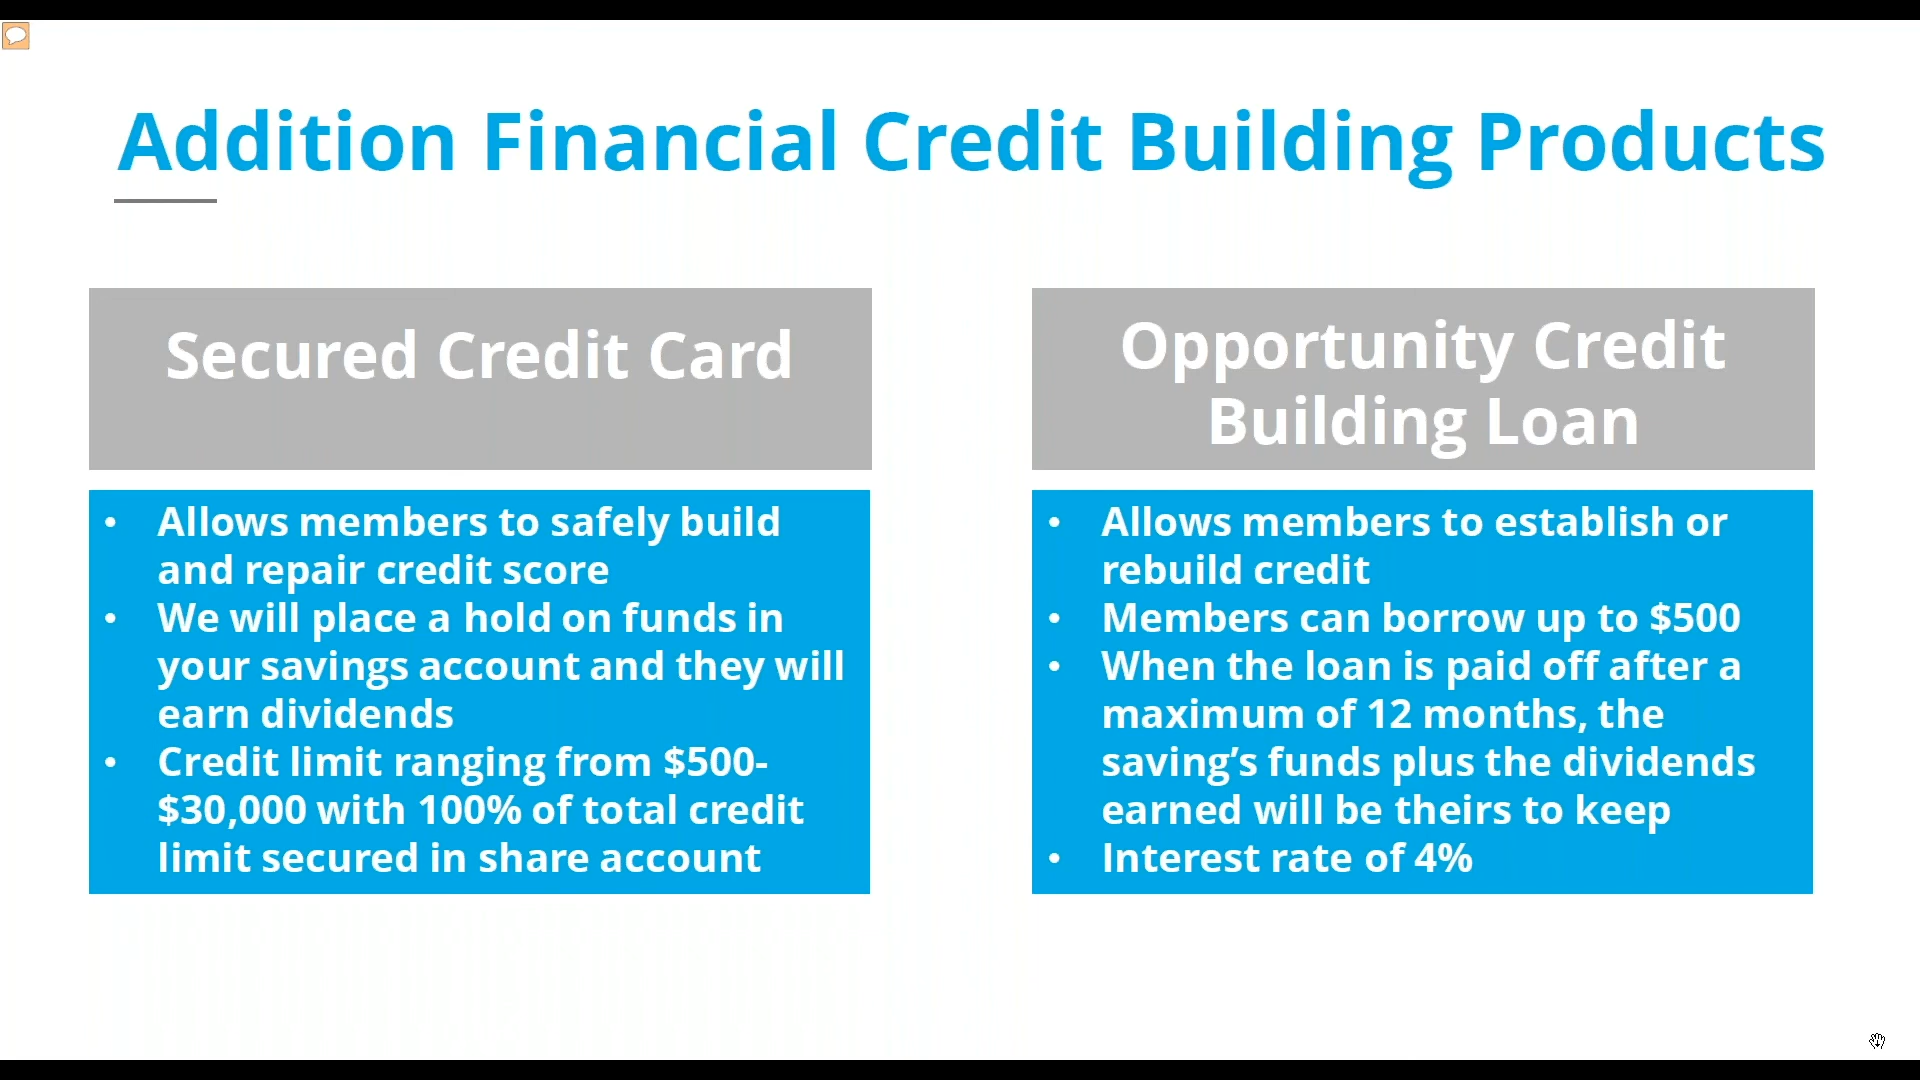 Addition Financial Credit Building Products
Secured Credit Card
• Allows members to safely build
and repair credit score
• We will place a hold on funds in
your savings account and they will
earn dividends
• Credit limit ranging from $500-
$30,000 with 100% of total credit
limit secured in share account
Opportunity Credit
Building Loan
• Allows members to establish or
rebuild credit
• Members can borrow up to $500
• When the loan is paid off after a
maximum of 12 months, the
saving’s funds plus the dividends
earned will be theirs to keep
• Interest rate of 4%